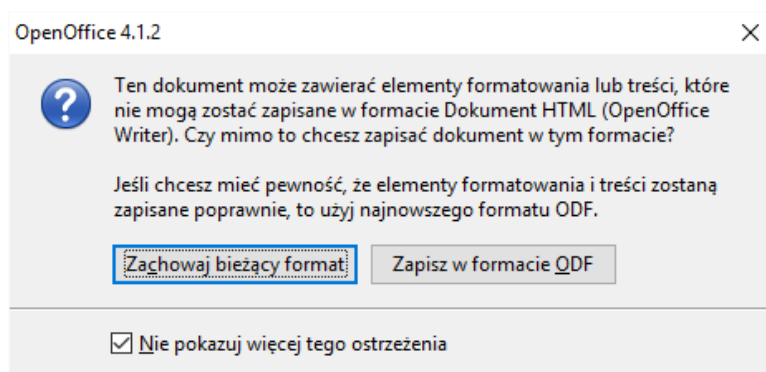 OpenOffice 4.1.2
Ten dokument może zawierać elementy formatowania lub treści, które
nie mogą zostać zapisane w formacie Dokument HTML (OpenOffice
Writer). Czy mimo to chcesz zapisać dokument w tym formacie?
Jeśli chcesz mieć pewność, że elementy formatowania i treści zostaną
zapisane poprawnie, to użyj najnowszego formatu ODF.
Zachowaj bieżący format Zapisz w formacie ODF
Nie pokazuj więcej tego ostrzeżenia